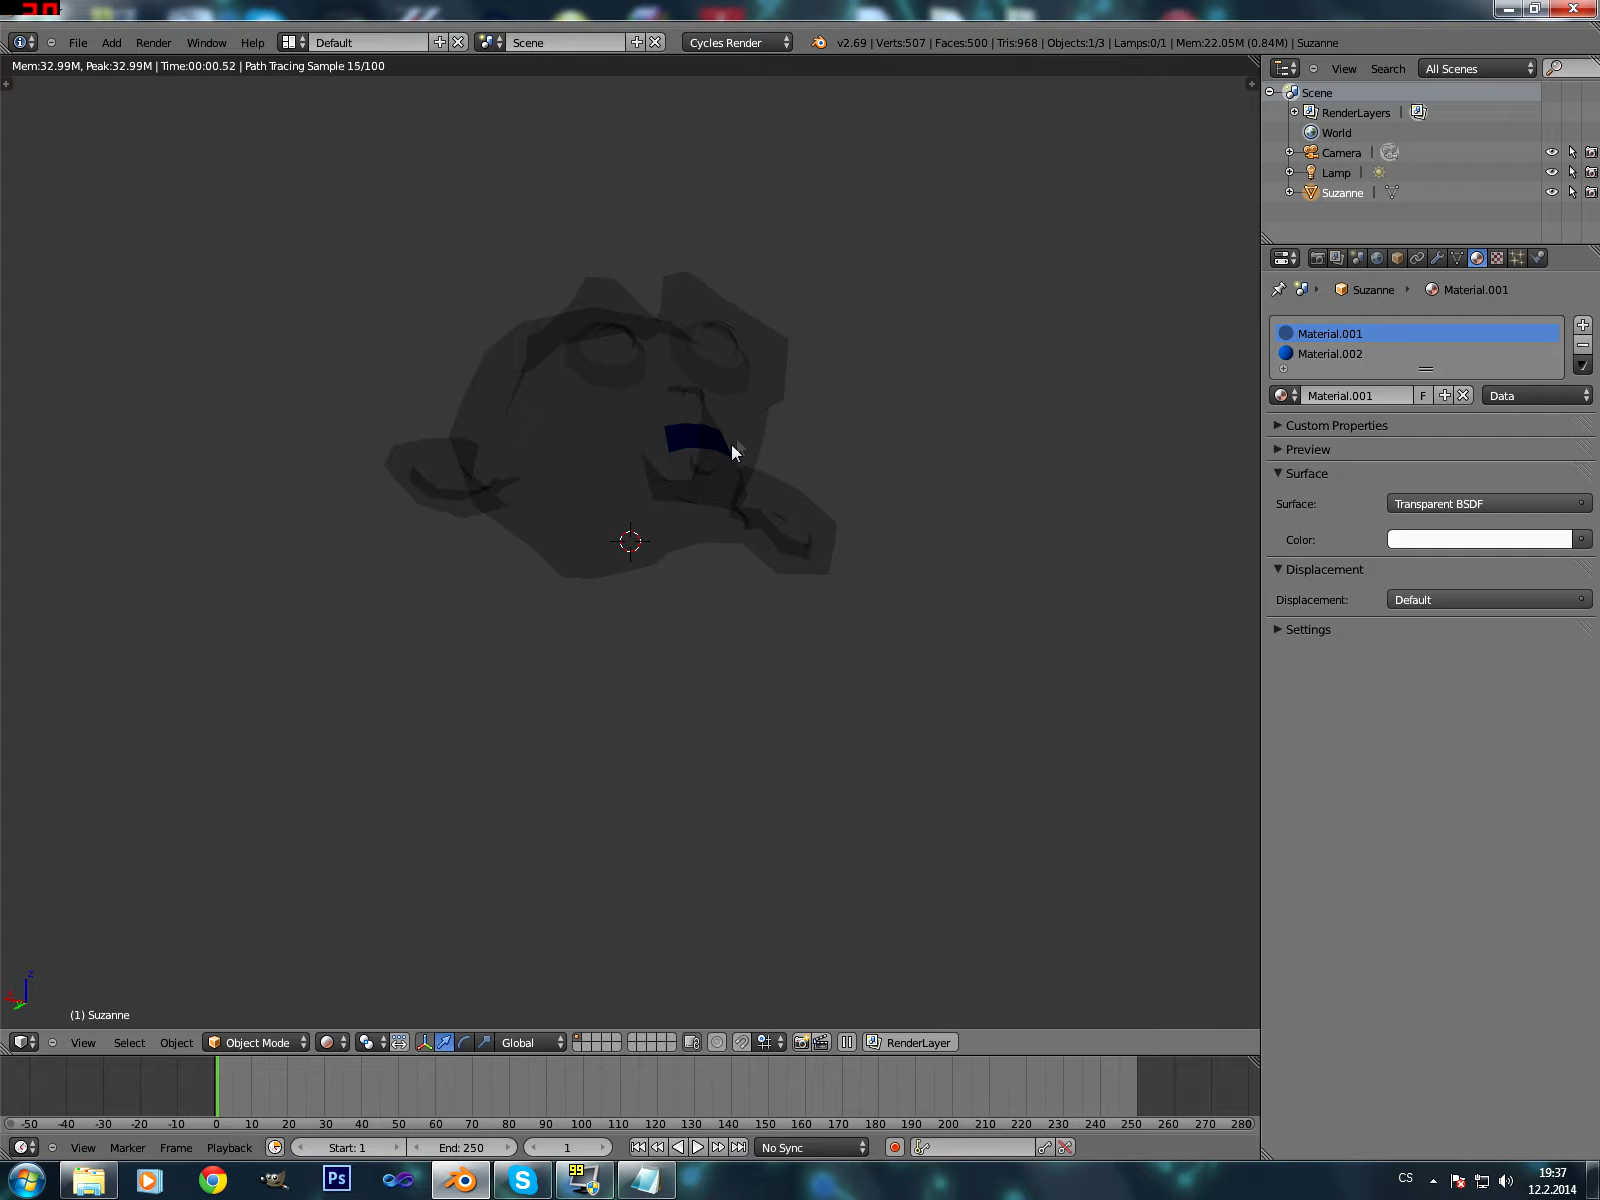 File Add Render Window Help Default Scene Cycles Render v2.69 | Verts:507 | Faces:500 | Tris:968 | Objects:1/3 | Lamps:0/1 | Mem:22.05M (0.84M) | Suzanne
Mem:32.99M, Peak:32.99M | Time:00:00.52 | Path Tracing Sample 15/100
View Search All Scenes
Scene
RenderLayers |
World
Camera |
Lamp |
Suzanne |
Suzanne Material.001
Material.001
Material.002
Material.001 F Data
Custom Properties
Preview
Surface
Surface: Transparent BSDF
Color:
Displacement
Displacement: Default
Settings
z
(1) Suzanne
View Select Object Object Mode Global RenderLayer
-50 -40 -30 -20 -10 0 10 20 30 40 50 60 70 80 90 100 110 120 130 140 150 160 170 180 190 200 210 220 230 240 250 260 270 280
View Marker Frame Playback Start: 1 End: 250 1 No Sync
Ps S 99 CS 19:37
12.2.2014